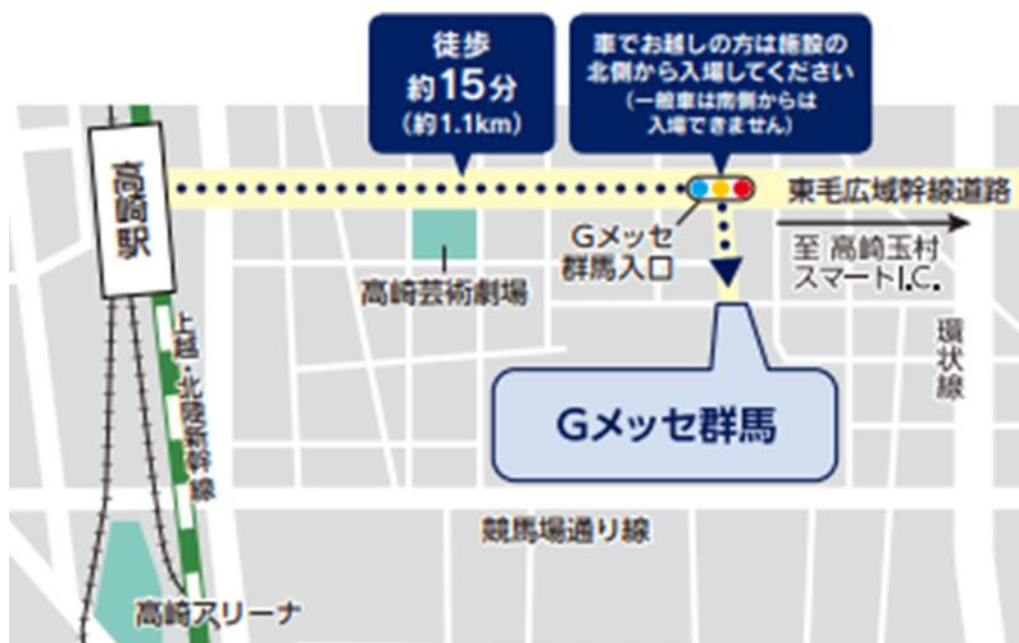 徒歩
約15分
（約1.1km）
車でお越しの方は施設の
北側から入場してください
（一般車は南側からは
入場できません）
高崎駅
東毛広域幹線道路
Gメッセ
群馬入口
至 高崎玉村
スマートI.C.
高崎芸術劇場
上越・北陸新幹線
環状線
Gメッセ群馬
競馬場通り線
高崎アリーナ